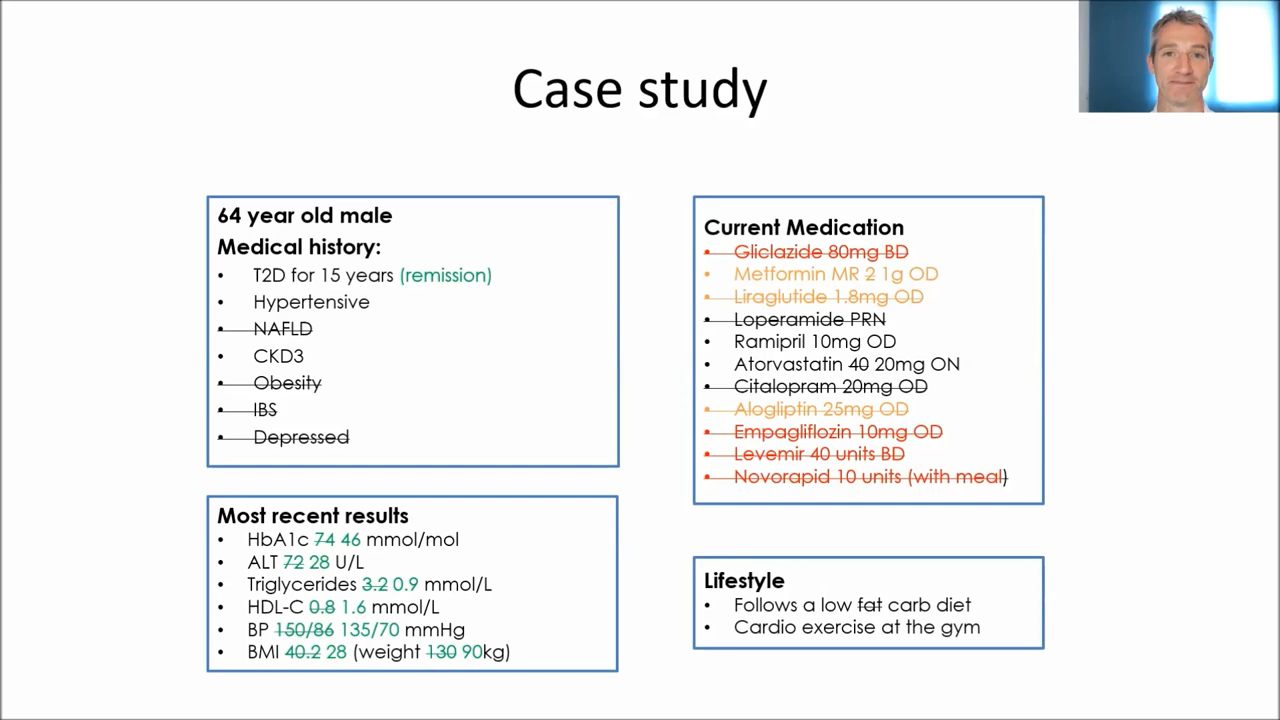 Case study
64 year old male
Medical history:
• T2D for 15 years (remission)
• Hypertensive
• NAFLD
• CKD3
• Obesity
• IBS
• Depressed
Most recent results
• HbA1c 74 46 mmol/mol
• ALT 72 28 U/L
• Triglycerides 3.2 0.9 mmol/L
• HDL-C 0.8 1.6 mmol/L
• BP 150/86 135/70 mmHg
• BMI 40.2 28 (weight 130 90kg)
Current Medication
• Gliclazide 80mg BD
• Metformin MR 2 1g OD
• Liraglutide 1.8mg OD
• Loperamide PRN
• Ramipril 10mg OD
• Atorvastatin 40 20mg ON
• Citalopram 20mg OD
• Alogliptin 25mg OD
• Empagliflozin 10mg OD
• Levemir 40 units BD
• Novorapid 10 units (with meal)
Lifestyle
• Follows a low fat carb diet
• Cardio exercise at the gym